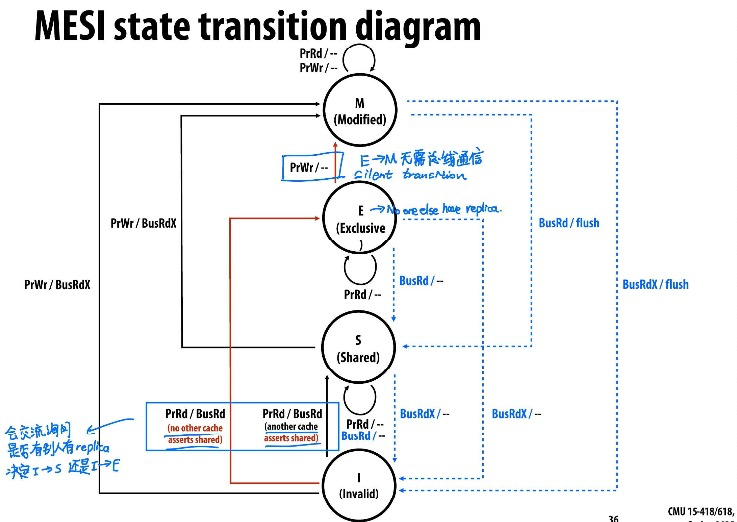 MESI state transition diagram
PrRd / --
PrWr / --
M
(Modified)
PrWr / --
E→M 无需总线通信
silent transition
E
(Exclusive
)
→No one else have replica.
PrRd / --
PrWr / BusRdX
PrWr / BusRdX
BusRd / flush
BusRdX / flush
BusRd / --
S
(Shared)
PrRd / BusRd
(no other cache
asserts shared)
PrRd / BusRd
(another cache
asserts shared)
PrRd / --
BusRd / --
BusRdX / --
BusRdX / --
会交流询问
是否有别人有replica
决定 I→S 还是 I→E
I
(Invalid)
36
CMU 15-418/618,